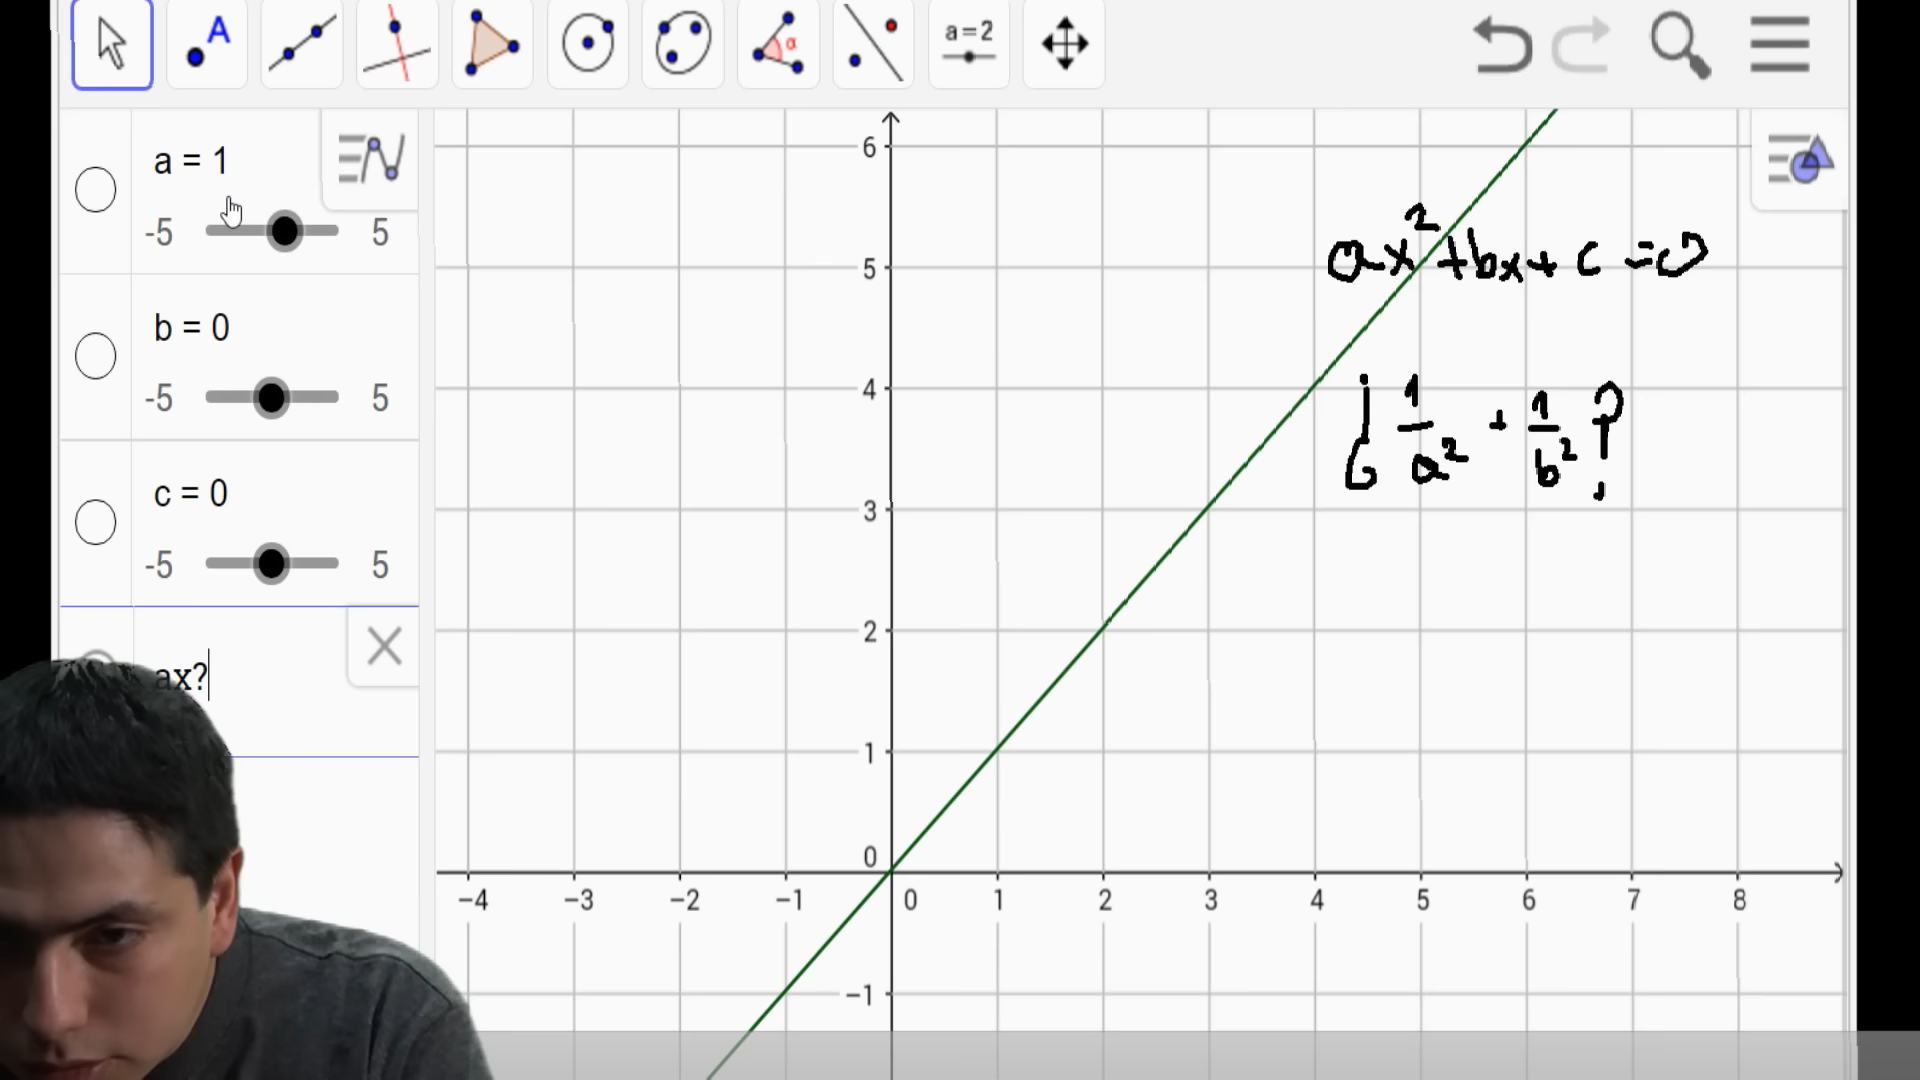 A
α
a=2
a = 1
-5 5
b = 0
-5 5
c = 0
-5 5
ax?
6
5
4
3
2
1
0
−1
−4 −3 −2 −1 0 1 2 3 4 5 6 7 8
ax²+bx+c=0
¿ 1/a² + 1/b² ?